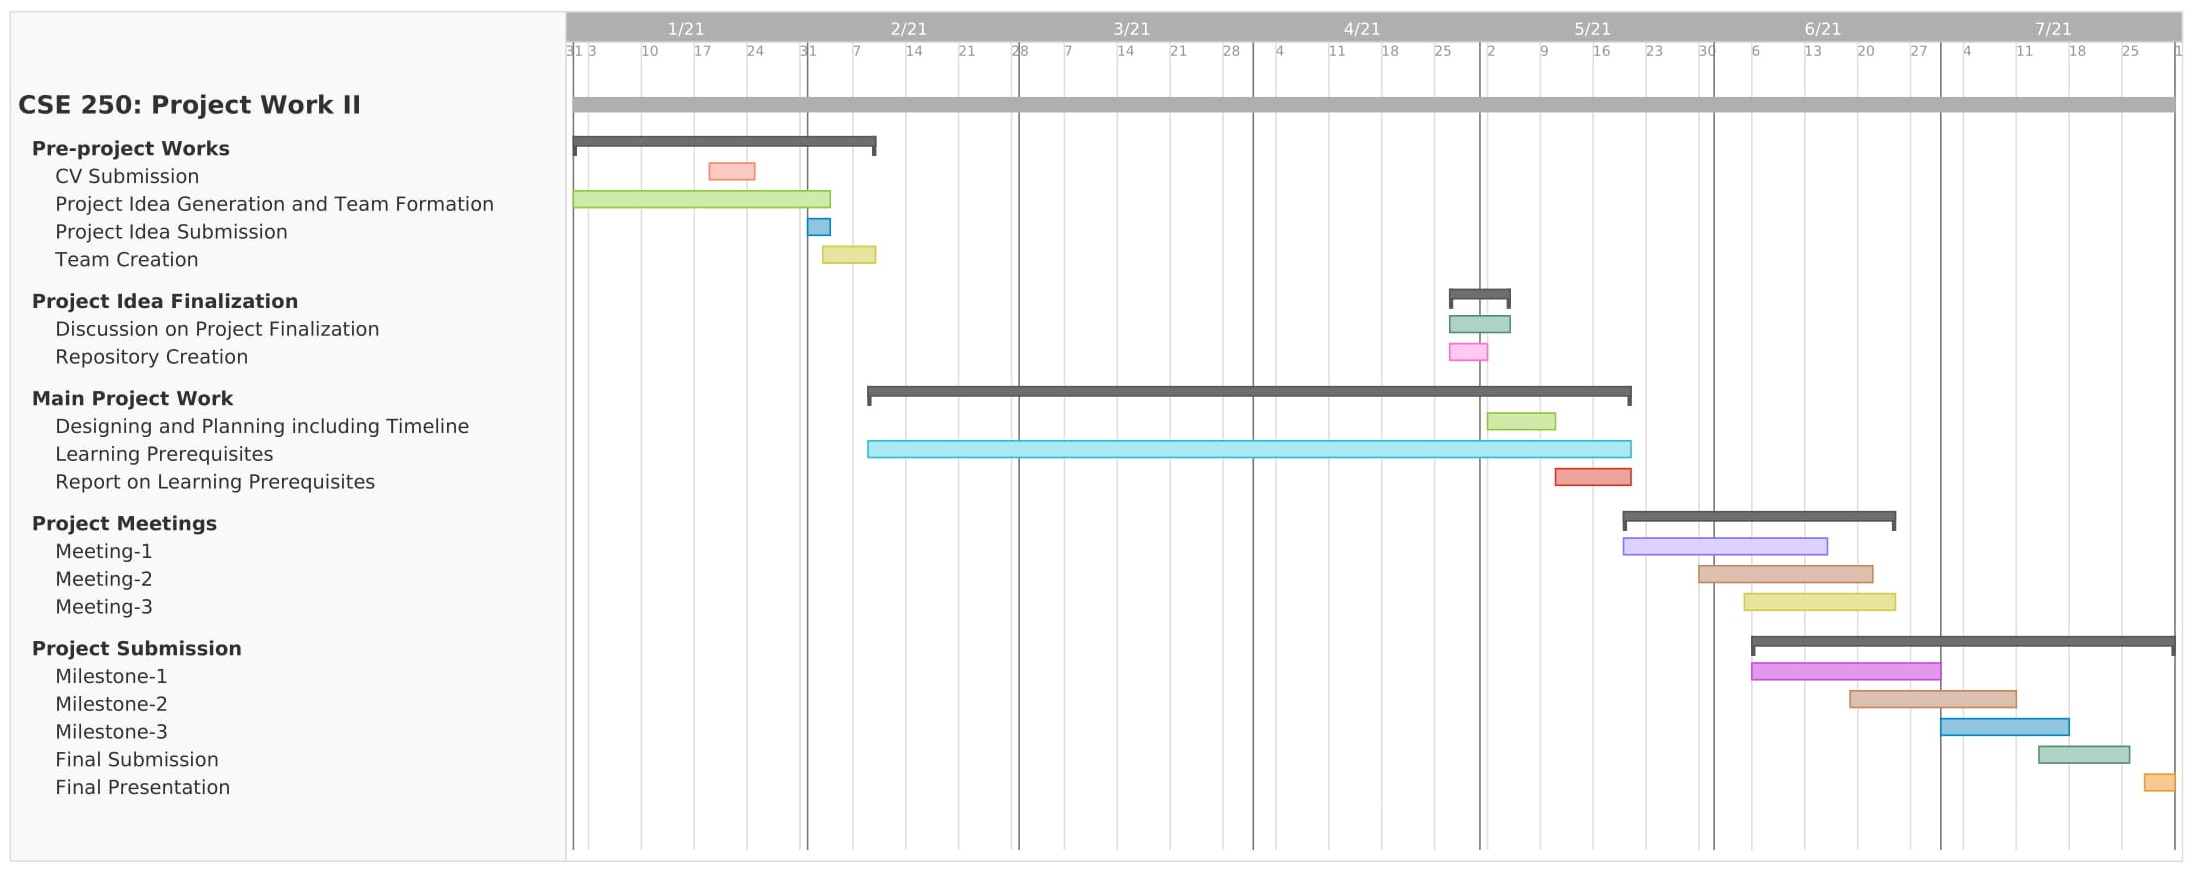 1/21 2/21 3/21 4/21 5/21 6/21 7/21
31 3 10 17 24 31 7 14 21 28 7 14 21 28 4 11 18 25 2 9 16 23 30 6 13 20 27 4 11 18 25 1
CSE 250: Project Work II
Pre-project Works
CV Submission
Project Idea Generation and Team Formation
Project Idea Submission
Team Creation
Project Idea Finalization
Discussion on Project Finalization
Repository Creation
Main Project Work
Designing and Planning including Timeline
Learning Prerequisites
Report on Learning Prerequisites
Project Meetings
Meeting-1
Meeting-2
Meeting-3
Project Submission
Milestone-1
Milestone-2
Milestone-3
Final Submission
Final Presentation